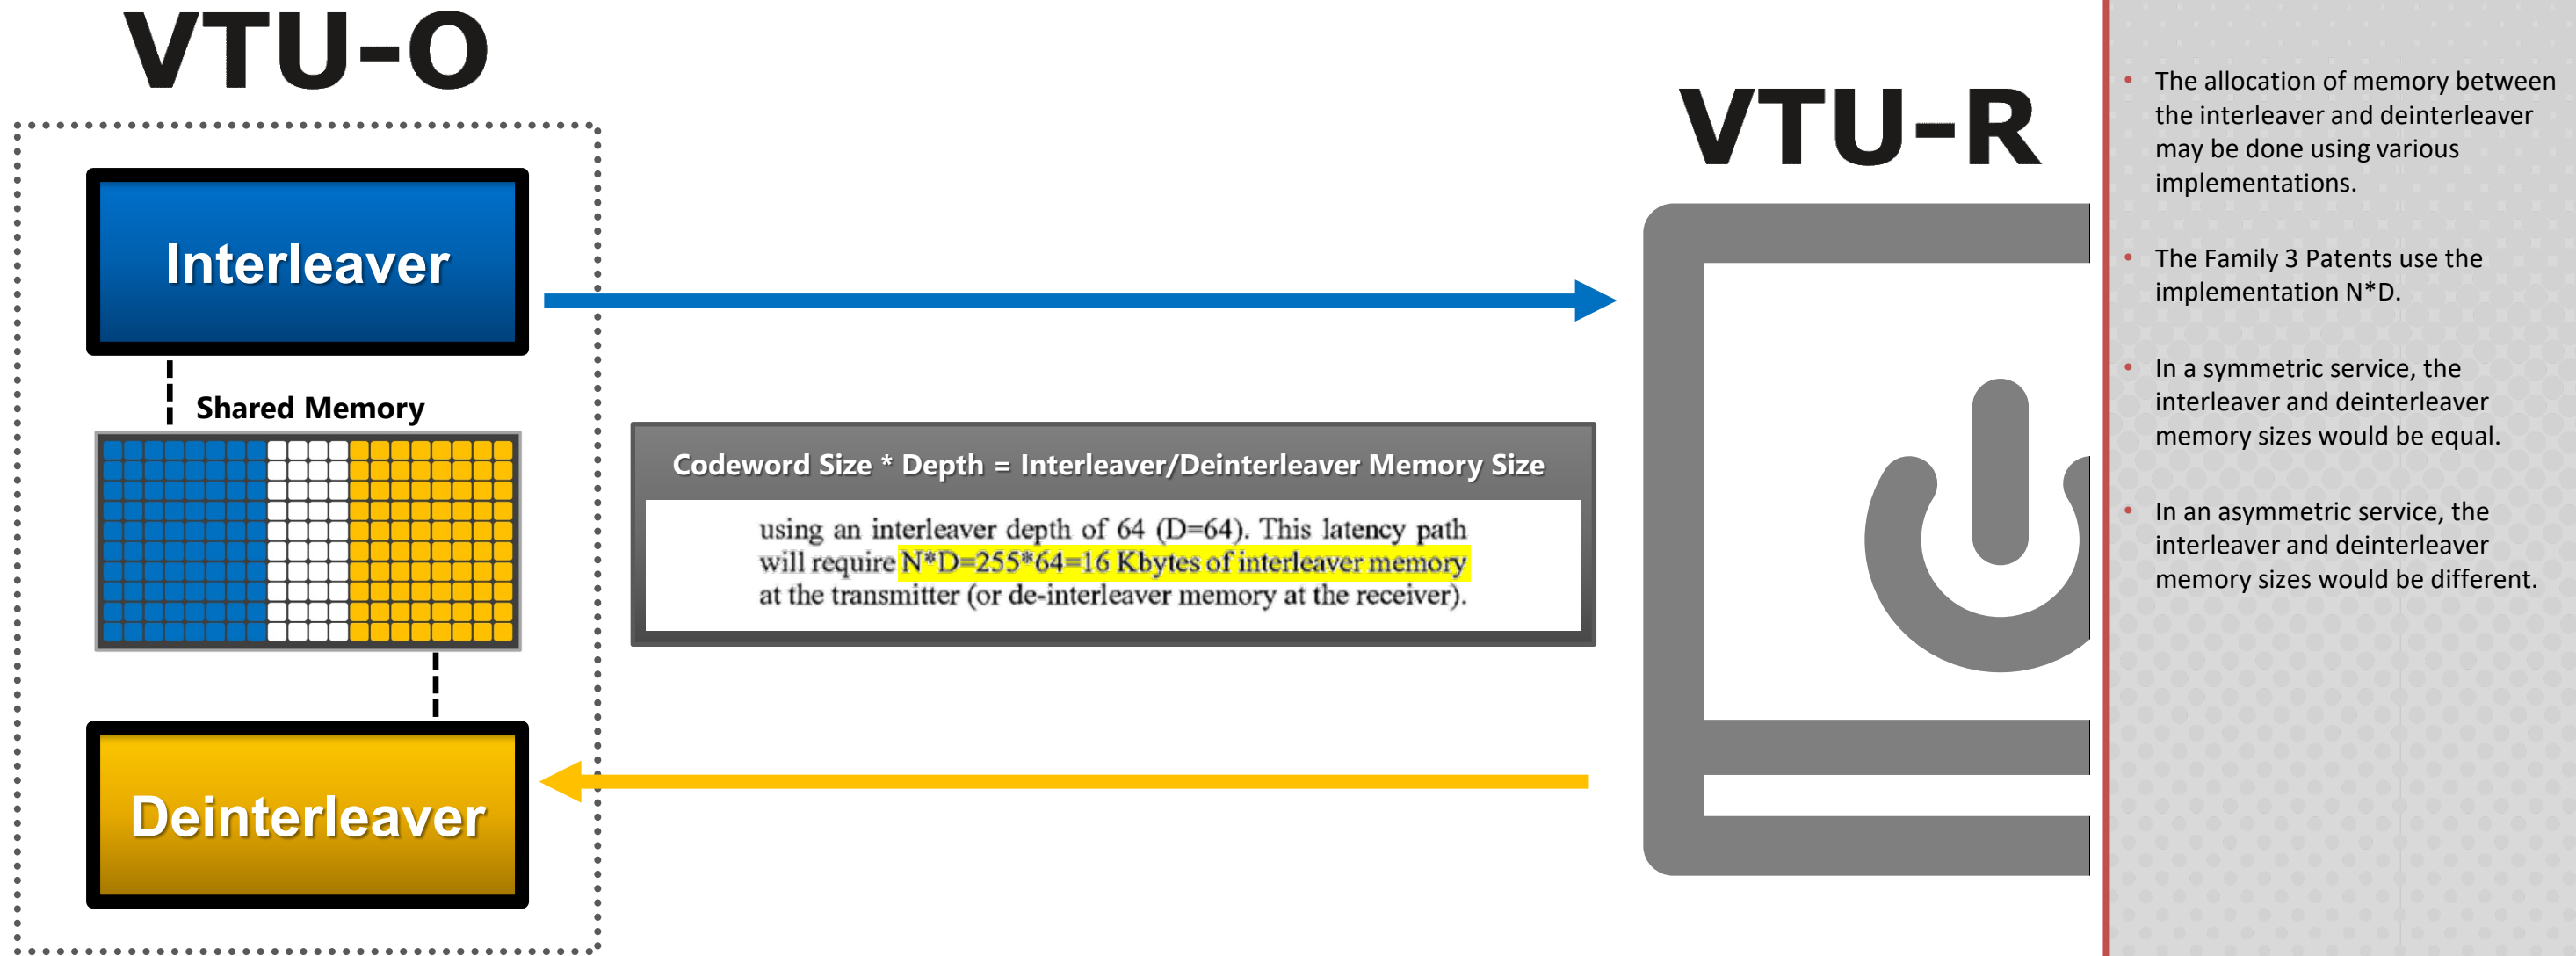 VTU-O
Interleaver
Shared Memory
Deinterleaver
Codeword Size * Depth = Interleaver/Deinterleaver Memory Size
using an interleaver depth of 64 (D=64). This latency path
will require N*D=255*64=16 Kbytes of interleaver memory
at the transmitter (or de-interleaver memory at the receiver).
VTU-R
• The allocation of memory between
the interleaver and deinterleaver
may be done using various
implementations.
• The Family 3 Patents use the
implementation N*D.
• In a symmetric service, the
interleaver and deinterleaver
memory sizes would be equal.
• In an asymmetric service, the
interleaver and deinterleaver
memory sizes would be different.